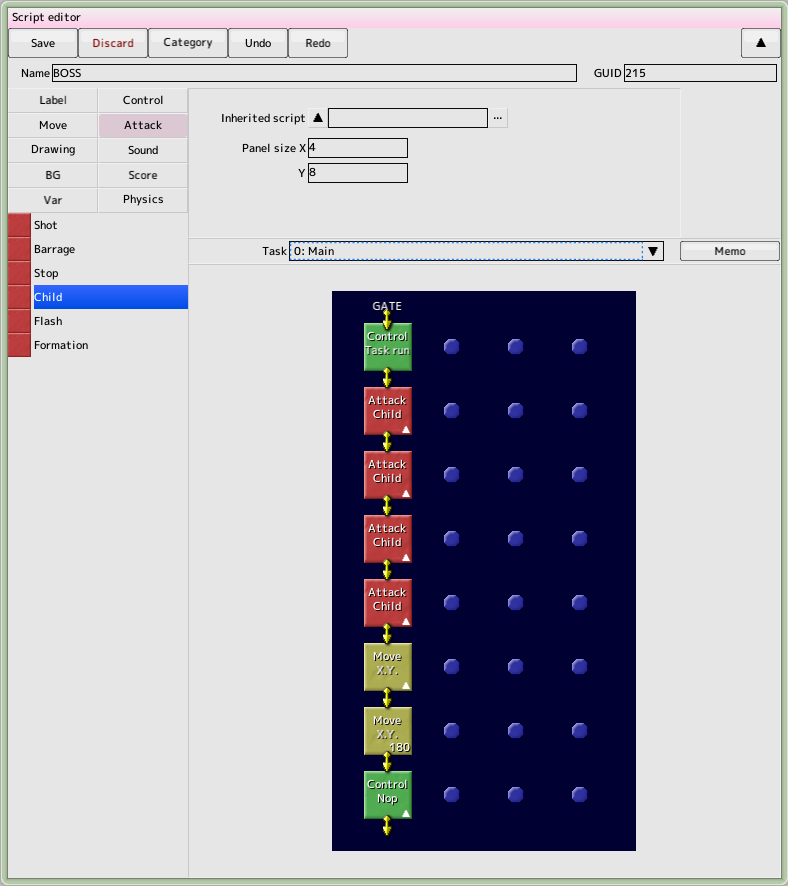 Script editor
Save Discard Category Undo Redo ▲
Name BOSS GUID 215
Label Control
Move Attack
Drawing Sound
BG Score
Var Physics
Shot
Barrage
Stop
Child
Flash
Formation
Inherited script ▲ ...
Panel size X 4
Y 8
Task 0: Main ▼ Memo
GATE
Control
Task run
Attack
Child
Attack
Child
Attack
Child
Attack
Child
Move
X.Y.
Move
X.Y.
180
Control
Nop